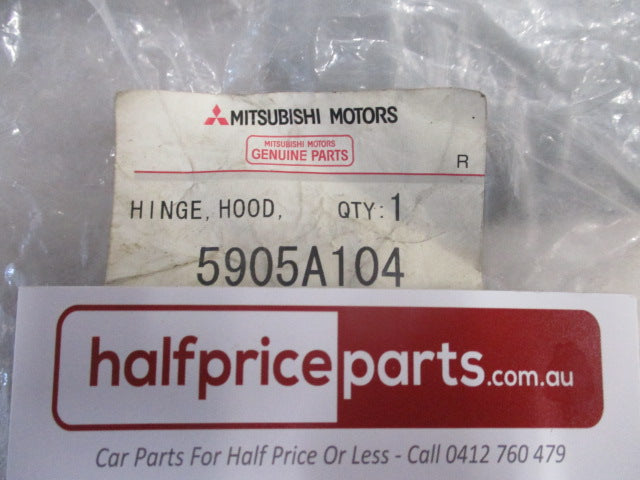 MITSUBISHI MOTORS
MITSUBISHI MOTORS
GENUINE PARTS
R
HINGE, HOOD, QTY: 1
5905A104
halfpriceparts.com.au
Car Parts For Half Price Or Less - Call 0412 760 479